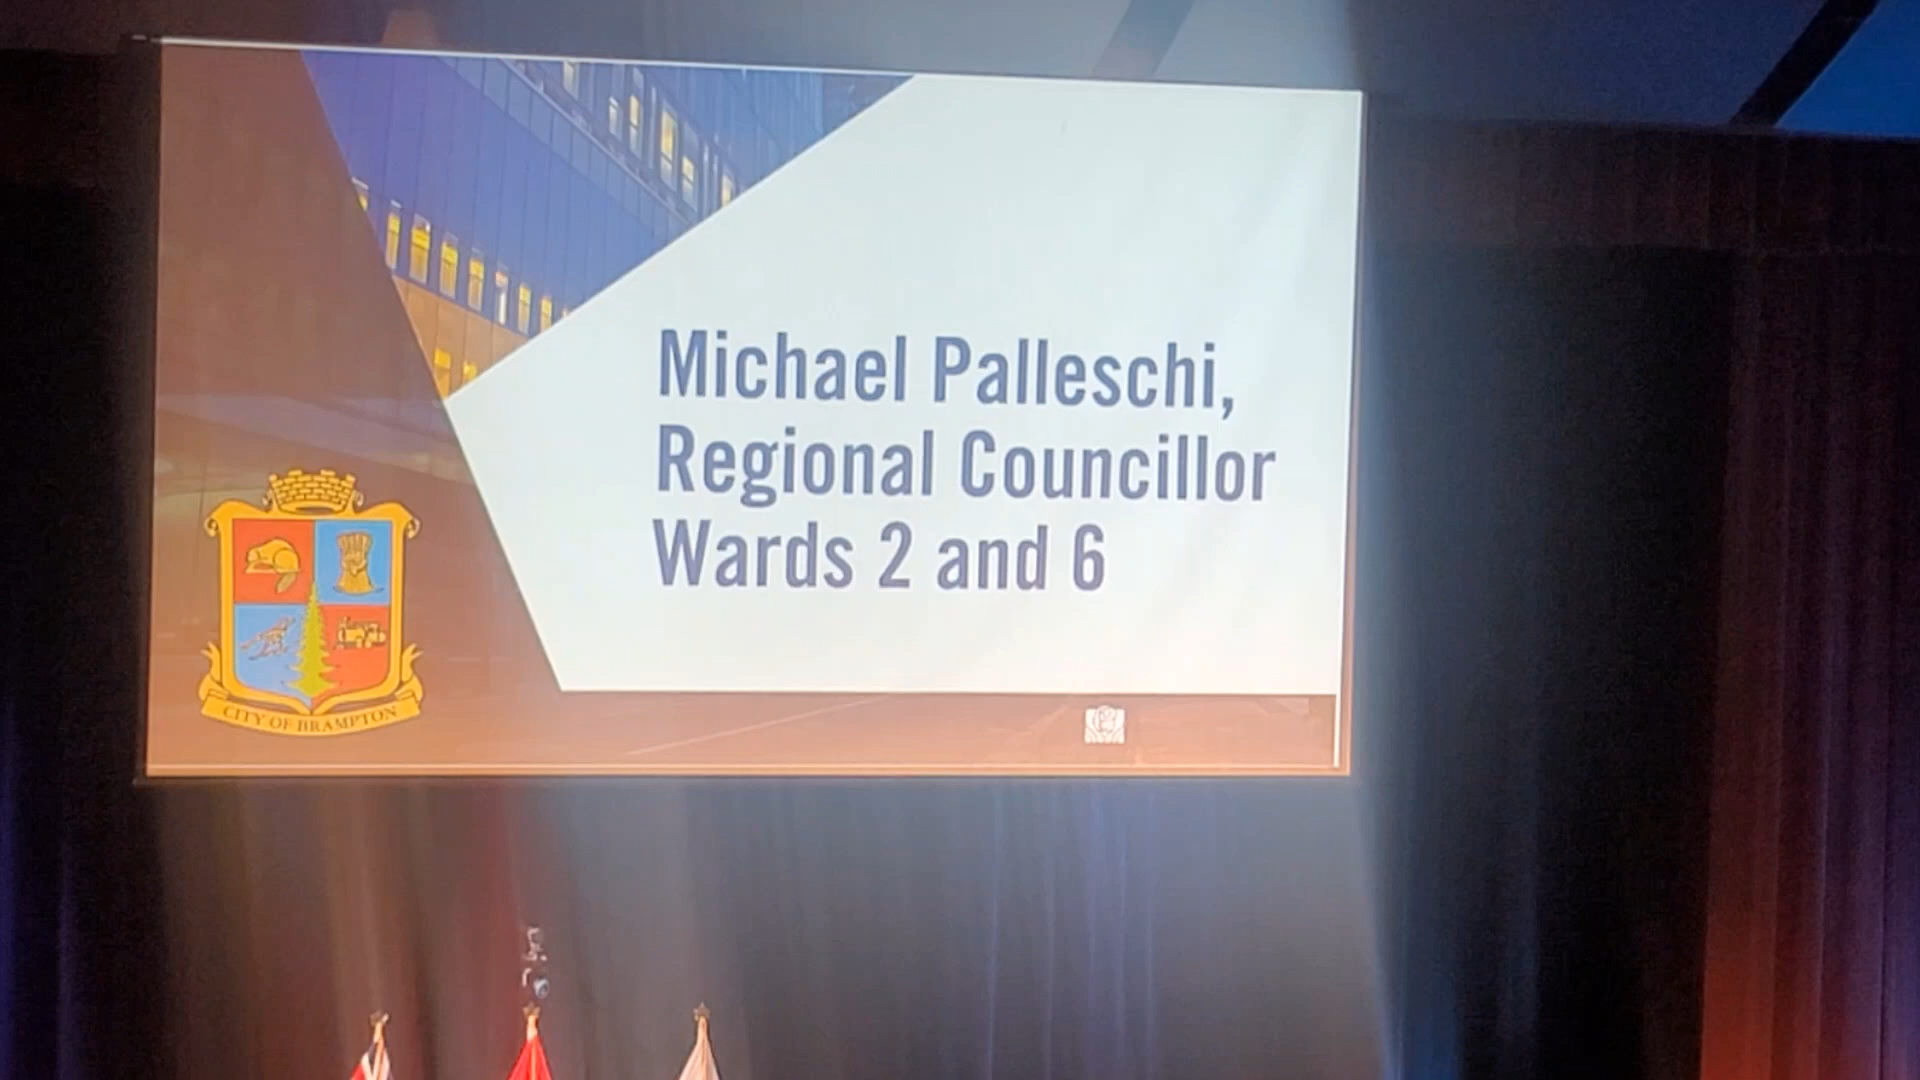 Michael Palleschi,
Regional Councillor
Wards 2 and 6
CITY OF BRAMPTON